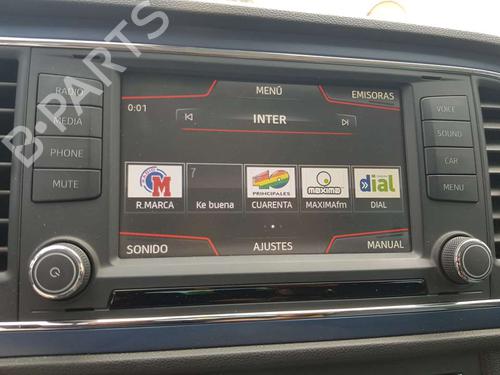 B-PARTS
RADIO
MEDIA
PHONE
MUTE
MENÚ
EMISORAS
0:01
INTER
M
7
40
PRINCIPALES
maxima
dial
R.MARCA
Ke buena
CUARENTA
MAXIMAfm
DIAL
SONIDO
AJUSTES
MANUAL
VOICE
SOUND
CAR
MENU